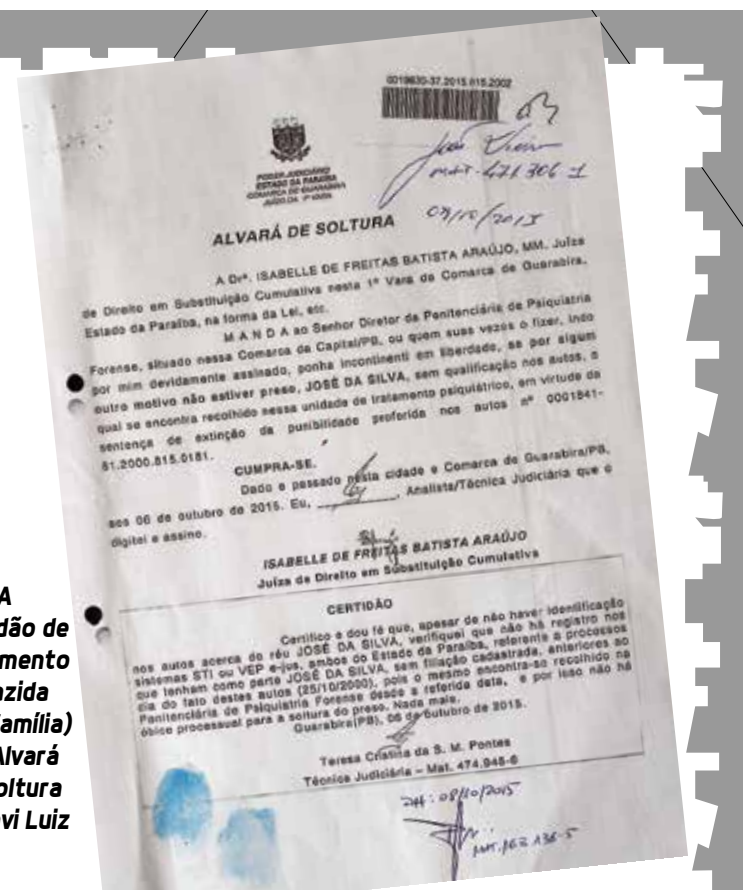 0019630-37.2015.815.2002
João Vieira
mat-471306-1
PODER JUDICIÁRIO
ESTADO DA PARAÍBA
COMARCA DE GUARABIRA
JUÍZO DA 1ª VARA
ALVARÁ DE SOLTURA
A Drª. ISABELLE DE FREITAS BATISTA ARAÚJO, MM. Juíza
de Direito em Substituição Cumulativa nesta 1ª Vara da Comarca de Guarabira,
Estado da Paraíba, na forma da Lei, etc.
M A N D A ao Senhor Diretor da Penitenciária de Psiquiatria
Forense, situado nessa Comarca da Capital/PB, ou quem suas vezes o fizer, indo
por mim devidamente assinado, ponha incontinenti em liberdade, se por algum
outro motivo não estiver preso, JOSÉ DA SILVA, sem qualificação nos autos, o
qual se encontra recolhido nessa unidade de tratamento psiquiátrico, em virtude da
sentença de extinção da punibilidade proferida nos autos nº 0001841-
81.2000.815.0181.
CUMPRA-SE.
Dado e passado nesta cidade e Comarca de Guarabira/PB,
aos 06 de outubro de 2015. Eu, ________, Analista/Técnica Judiciária que o
digitei e assino.
ISABELLE DE FREITAS BATISTA ARAÚJO
Juíza de Direito em Substituição Cumulativa
CERTIDÃO
Certifico e dou fé que, apesar de não haver identificação
nos autos acerca do réu JOSÉ DA SILVA, verifiquei que não há registro nos
sistemas STI ou VEP e-jus, ambos do Estado da Paraíba, referente a processos
que tenham como parte JOSÉ DA SILVA, sem filiação cadastrada, anteriores ao
dia do fato destes autos (25/10/2000), pois o mesmo encontra-se recolhido na
Penitenciária de Psiquiatria Forense desde a referida data, e por isso não há
óbice processual para a soltura do preso. Nada mais.
Guarabira(PB), 06 de outubro de 2015.
Teresa Cristina da S. M. Pontes
Técnica Judiciária – Mat. 474.945-6
08/10/2015
A
dão de
mento
azida
amília)
Alvará
oltura
vi Luiz